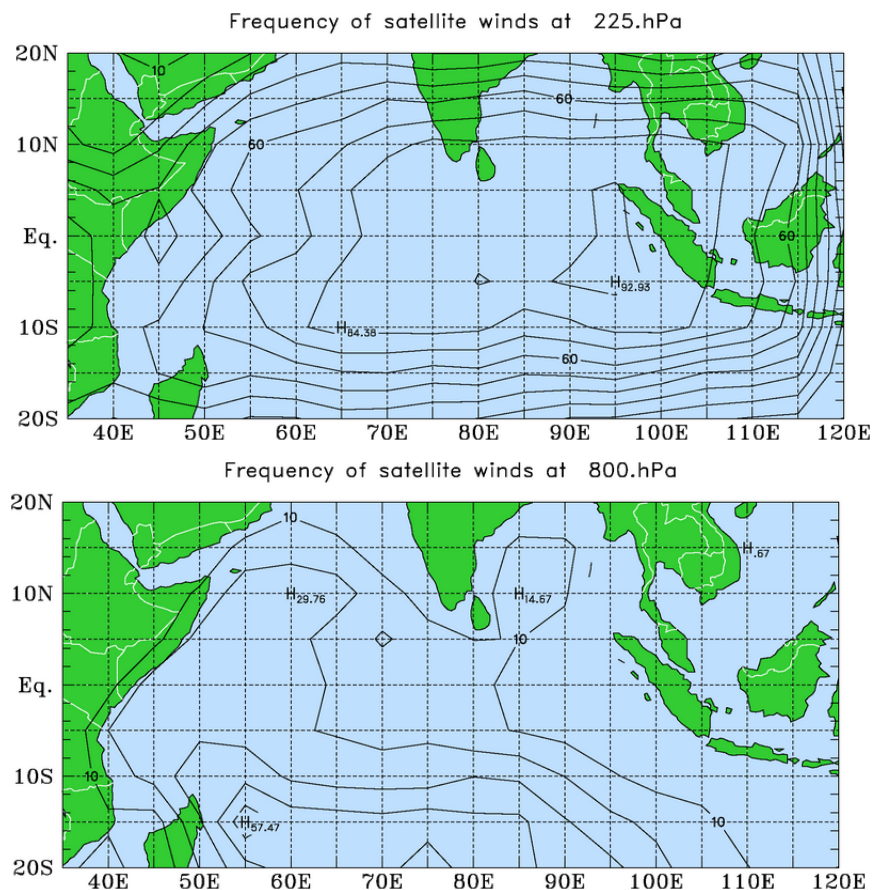 Frequency of satellite winds at 225.hPa
20N
10
60
60
10N
Eq.
60
H92.93
10S
H84.38
60
20S
40E 50E 60E 70E 80E 90E 100E 110E 120E
Frequency of satellite winds at 800.hPa
20N
10
H.67
10N
H29.76 H14.67
10
Eq.
10S
10
10
H57.47
20S
40E 50E 60E 70E 80E 90E 100E 110E 120E